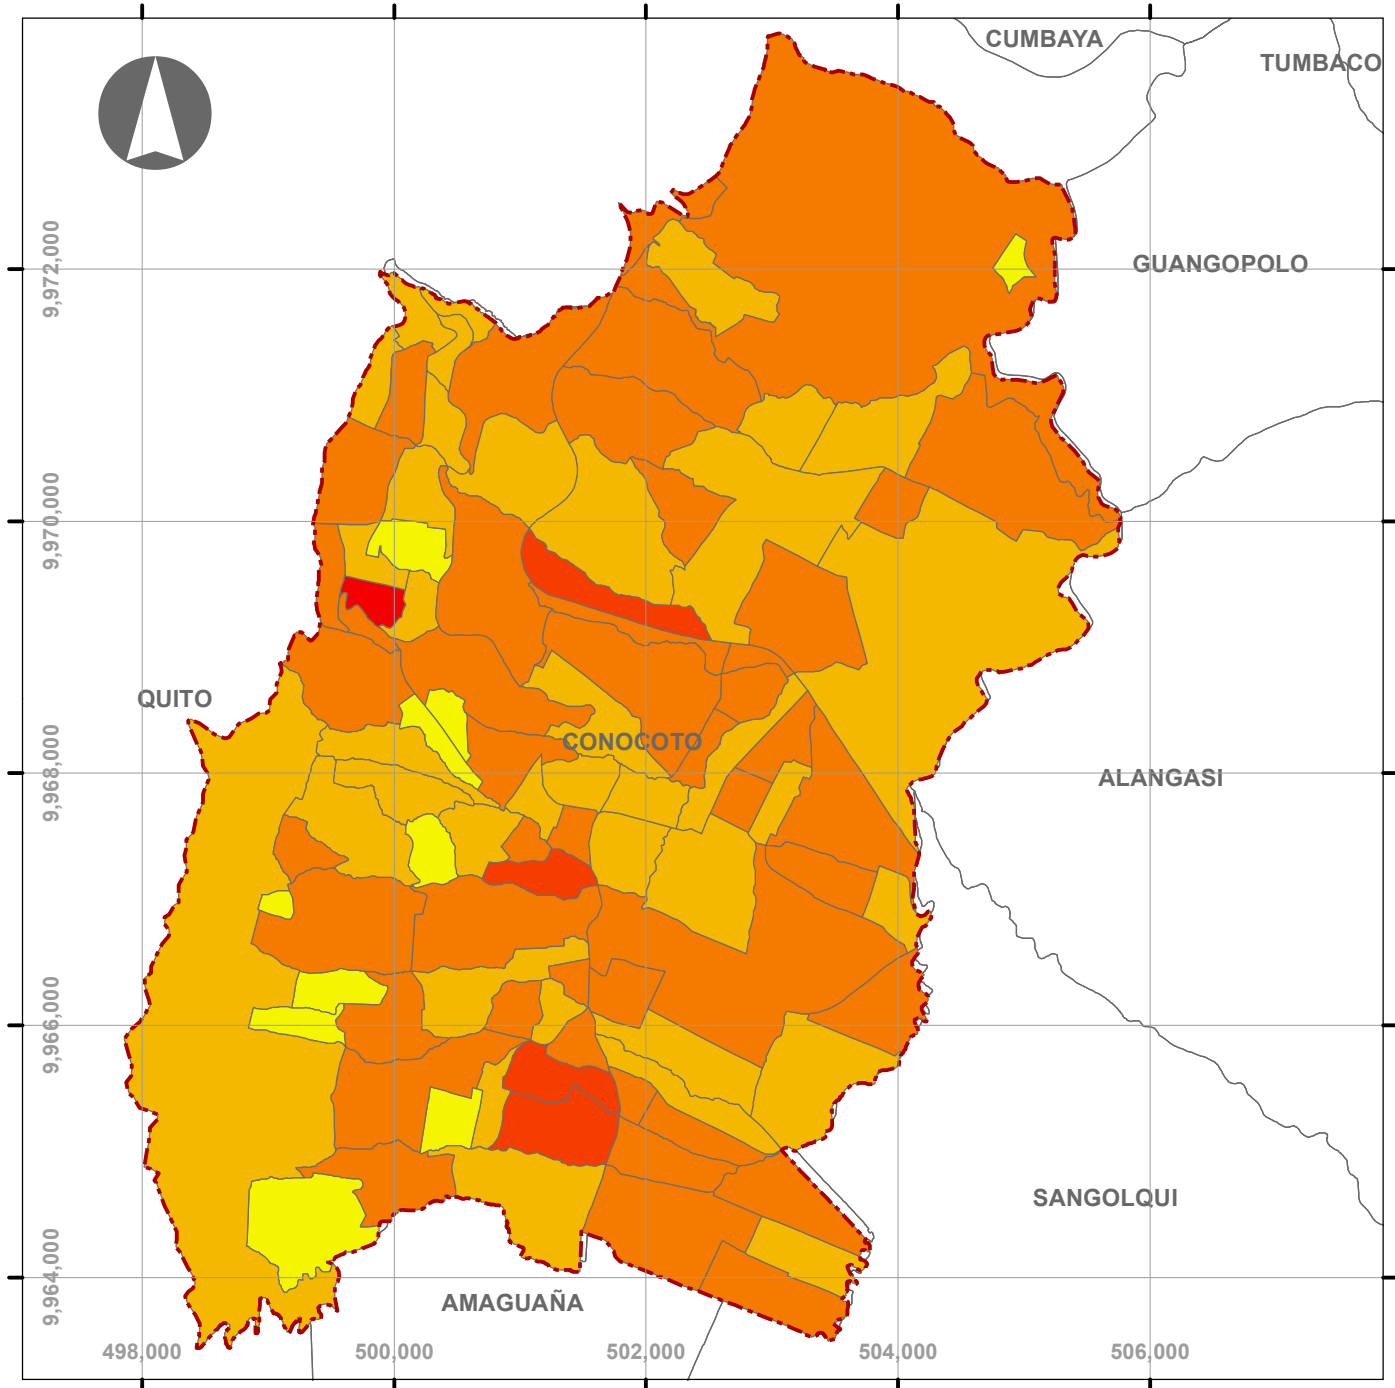 CUMBAYA
TUMBACO
GUANGOPOLO
9,972,000
9,970,000
QUITO
CONOCOTO
9,968,000
ALANGASI
9,966,000
SANGOLQUI
9,964,000
AMAGUAÑA
498,000
500,000
502,000
504,000
506,000